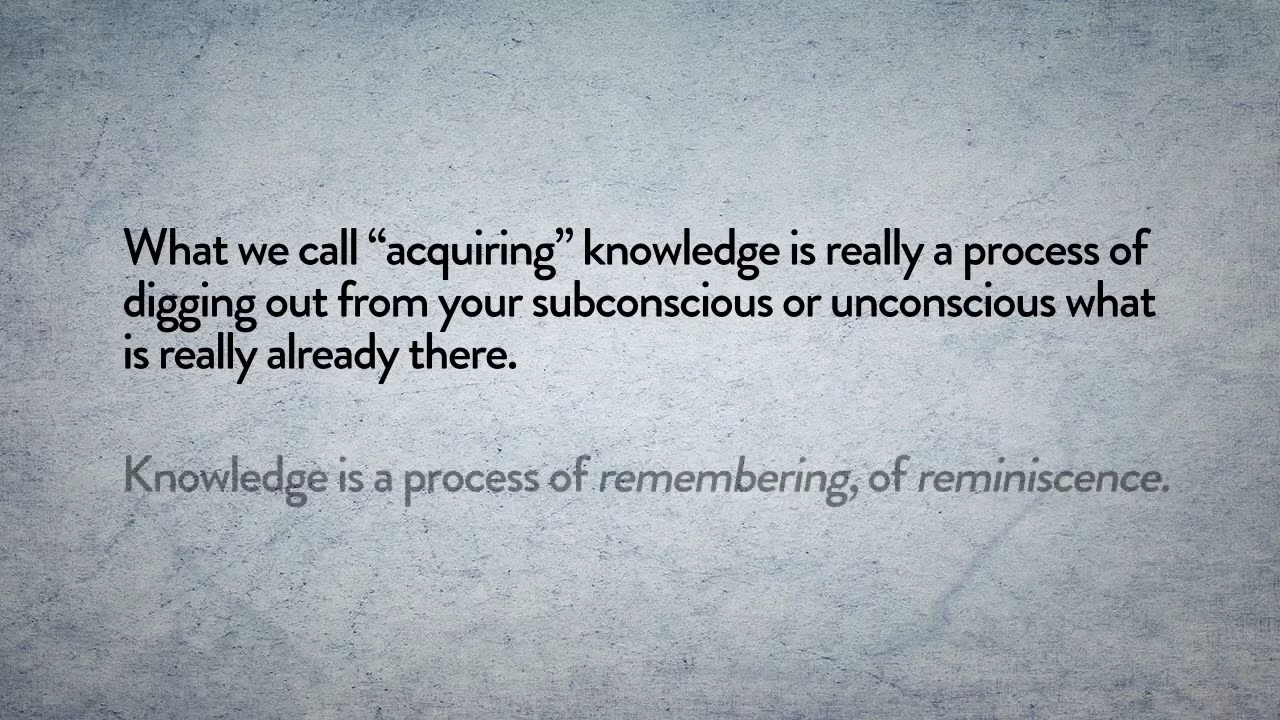 What we call “acquiring” knowledge is really a process of
digging out from your subconscious or unconscious what
is really already there.
Knowledge is a process of remembering, of reminiscence.